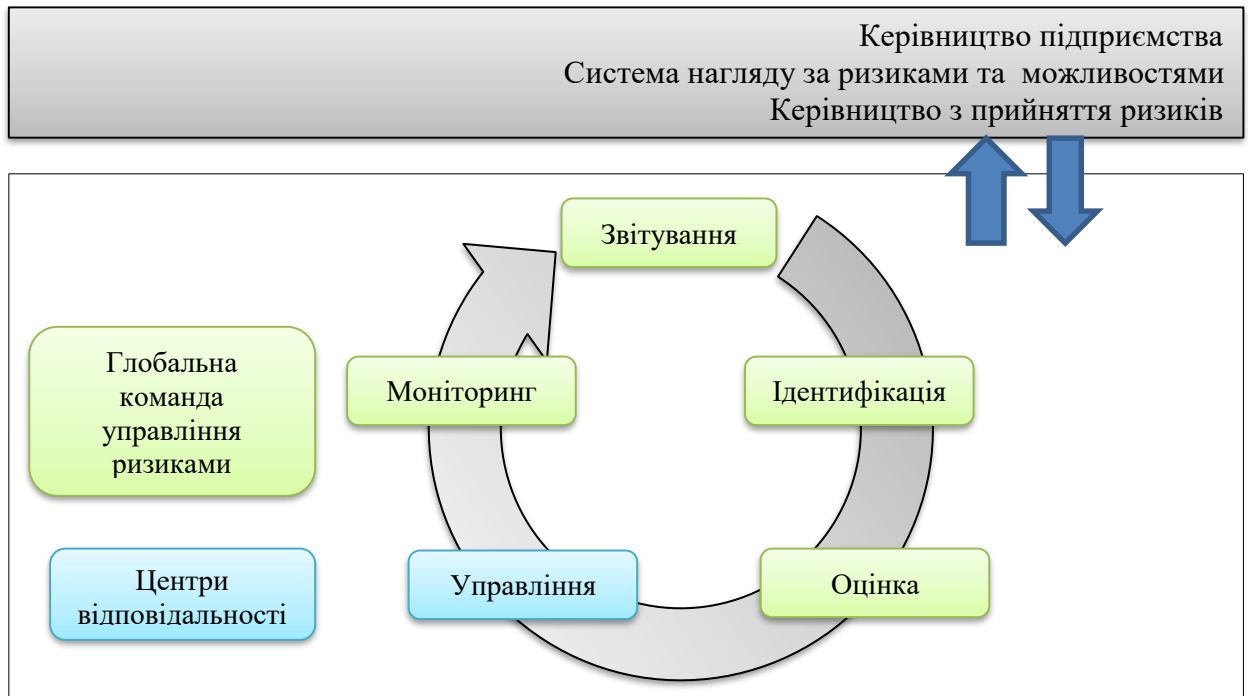 Керівництво підприємства
Система нагляду за ризиками та можливостями
Керівництво з прийняття ризиків
Звітування
Глобальна
команда
управління
ризиками
Моніторинг
Ідентифікація
Центри
відповідальності
Управління
Оцінка